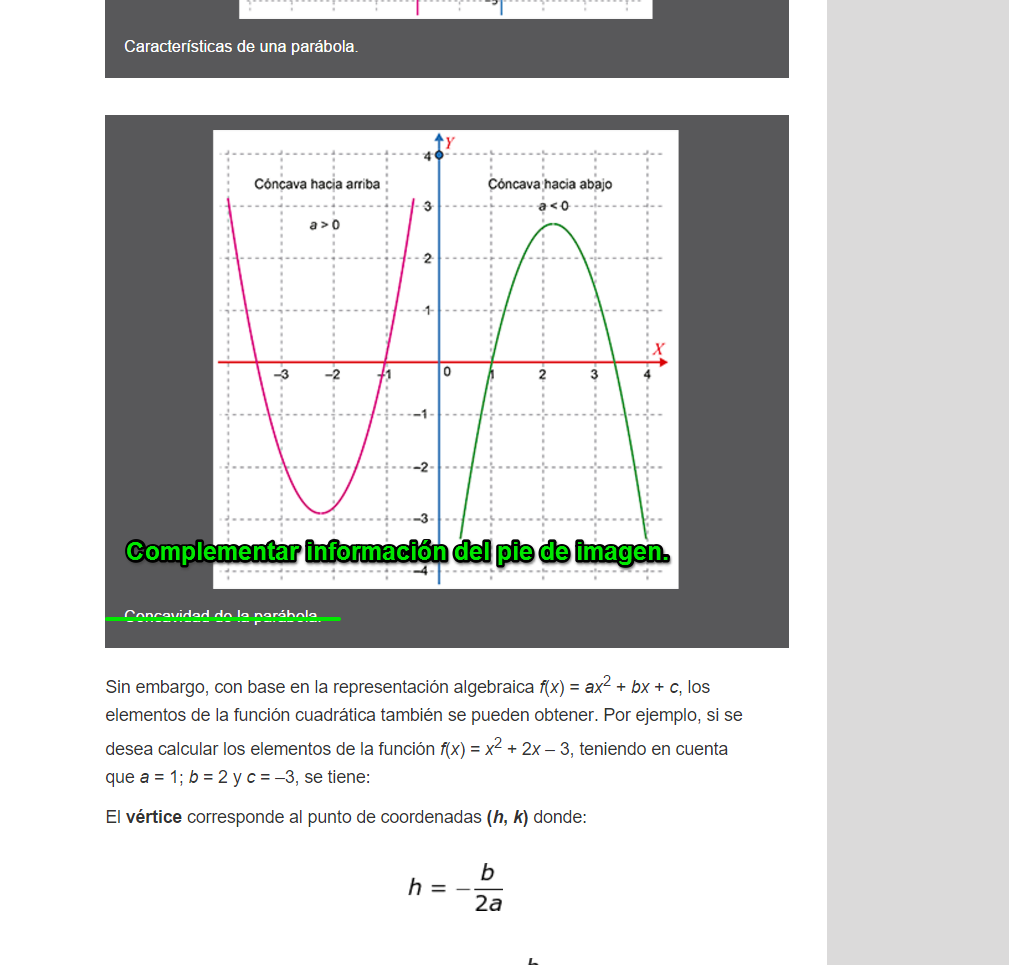 Características de una parábola.
Y
4
Cóncava hacia arriba
Cóncava hacia abajo
a > 0
a < 0
3
2
1
X
–3 –2 –1 0 1 2 3 4
–1
–2
–3
Complementar información del pie de imagen.
–4
Concavidad de la parábola.
Sin embargo, con base en la representación algebraica f(x) = ax² + bx + c, los
elementos de la función cuadrática también se pueden obtener. Por ejemplo, si se
desea calcular los elementos de la función f(x) = x² + 2x – 3, teniendo en cuenta
que a = 1; b = 2 y c = –3, se tiene:
El vértice corresponde al punto de coordenadas (h, k) donde:
h = – b
2a